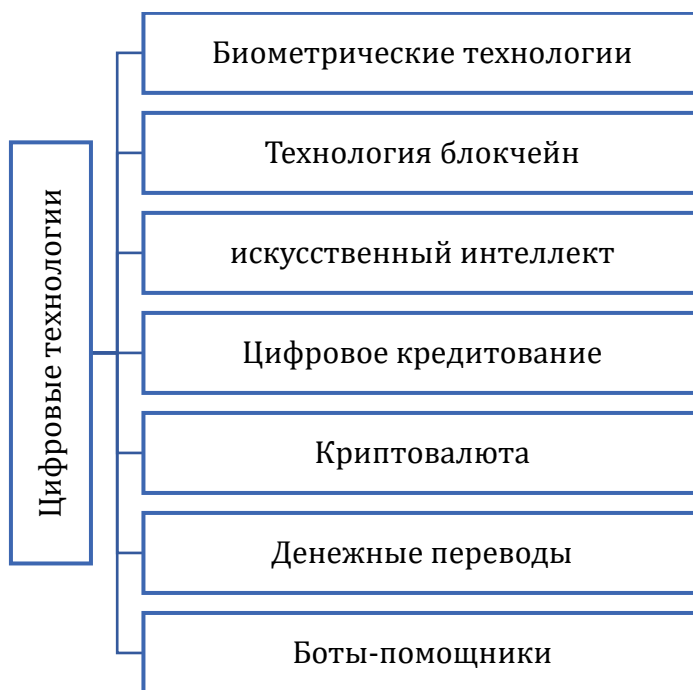 Цифровые технологии
Биометрические технологии
Технология блокчейн
искусственный интеллект
Цифровое кредитование
Криптовалюта
Денежные переводы
Боты-помощники